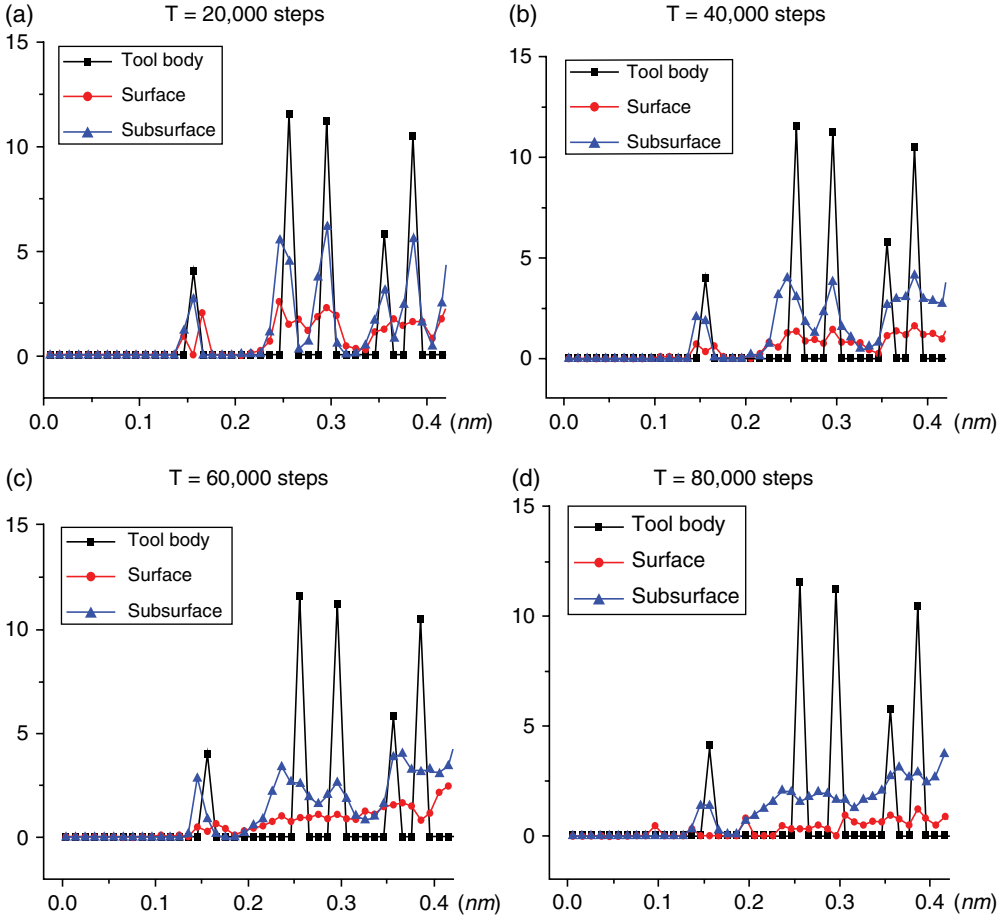 (a)
T = 20,000 steps
15
10
5
0
Tool body
Surface
Subsurface
0.0 0.1 0.2 0.3 0.4 (nm)
(b)
T = 40,000 steps
15
10
5
0
Tool body
Surface
Subsurface
0.0 0.1 0.2 0.3 0.4 (nm)
(c)
T = 60,000 steps
15
10
5
0
Tool body
Surface
Subsurface
0.0 0.1 0.2 0.3 0.4 (nm)
(d)
T = 80,000 steps
15
10
5
0
Tool body
Surface
Subsurface
0.0 0.1 0.2 0.3 0.4 (nm)